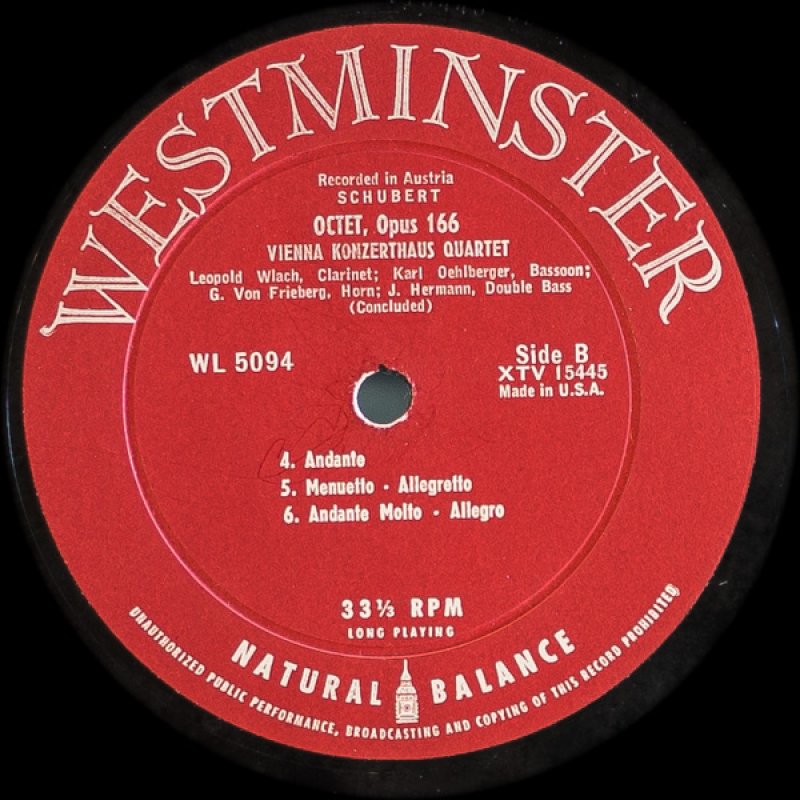 WESTMINSTER
Recorded in Austria
SCHUBERT
OCTET, Opus 166
VIENNA KONZERTHAUS QUARTET
Leopold Wlach, Clarinet; Karl Oehlberger, Bassoon;
G. Von Frieberg, Horn; J. Hermann, Double Bass
(Concluded)
WL 5094
Side B
XTV 15445
Made in U.S.A.
4. Andante
5. Menuetto - Allegretto
6. Andante Molto - Allegro
33⅓ RPM
LONG PLAYING
NATURAL BALANCE
UNAUTHORIZED PUBLIC PERFORMANCE, BROADCASTING AND COPYING OF THIS RECORD PROHIBITED